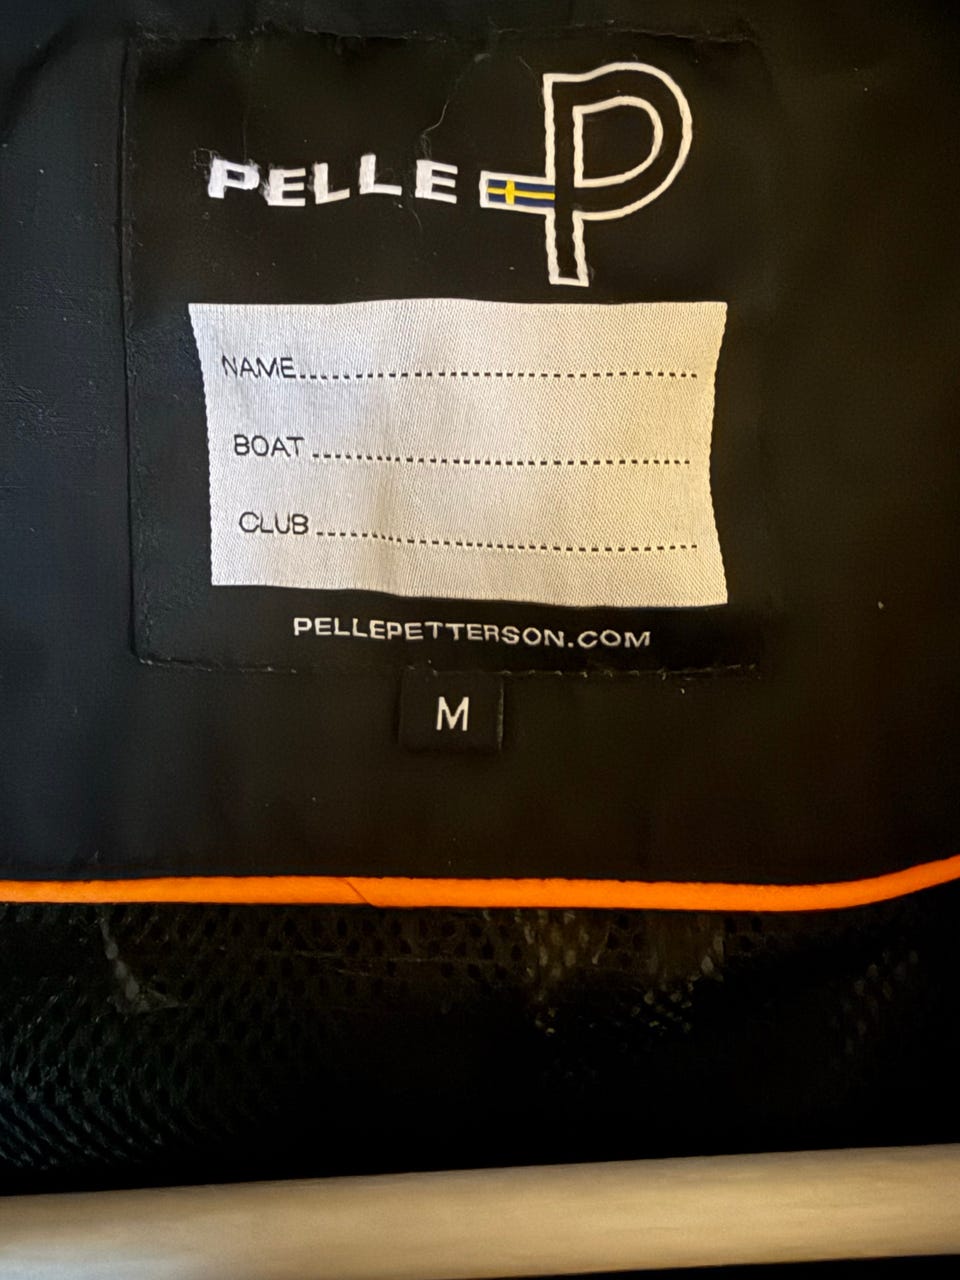 PELLE P
NAME..................................
BOAT..................................
CLUB..................................
PELLEPETTERSON.COM
M